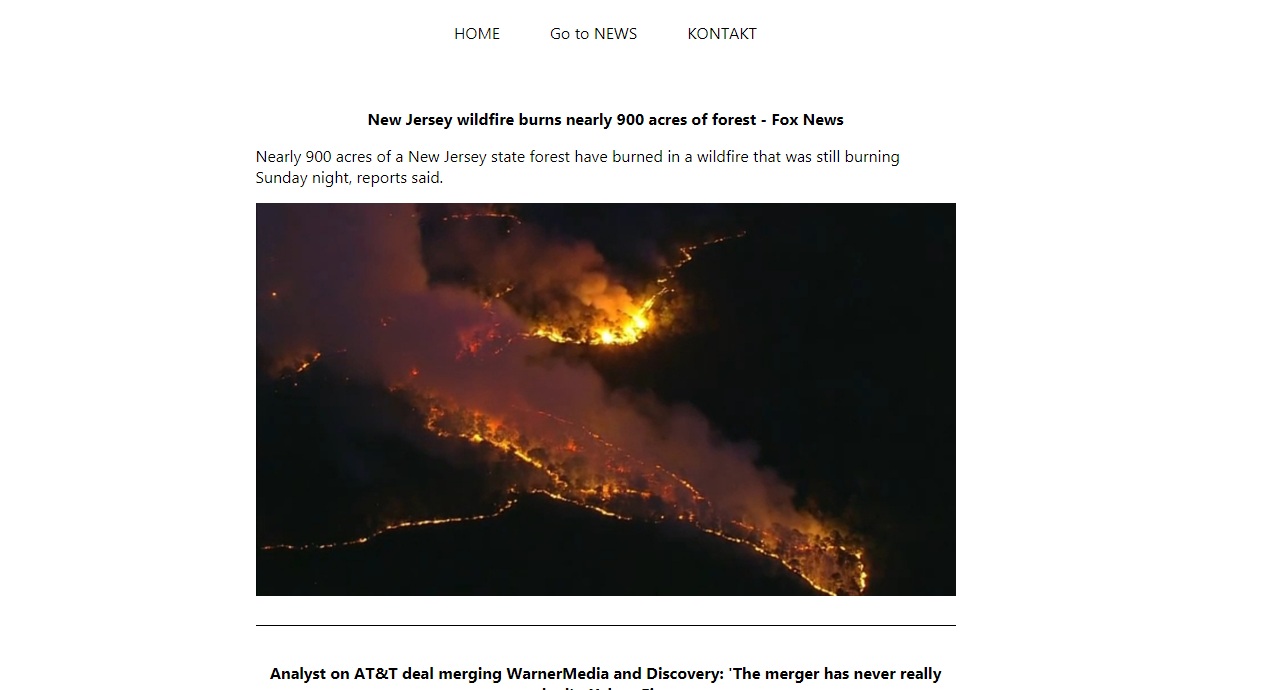 HOME Go to NEWS KONTAKT
New Jersey wildfire burns nearly 900 acres of forest - Fox News
Nearly 900 acres of a New Jersey state forest have burned in a wildfire that was still burning
Sunday night, reports said.
Analyst on AT&T deal merging WarnerMedia and Discovery: 'The merger has never really